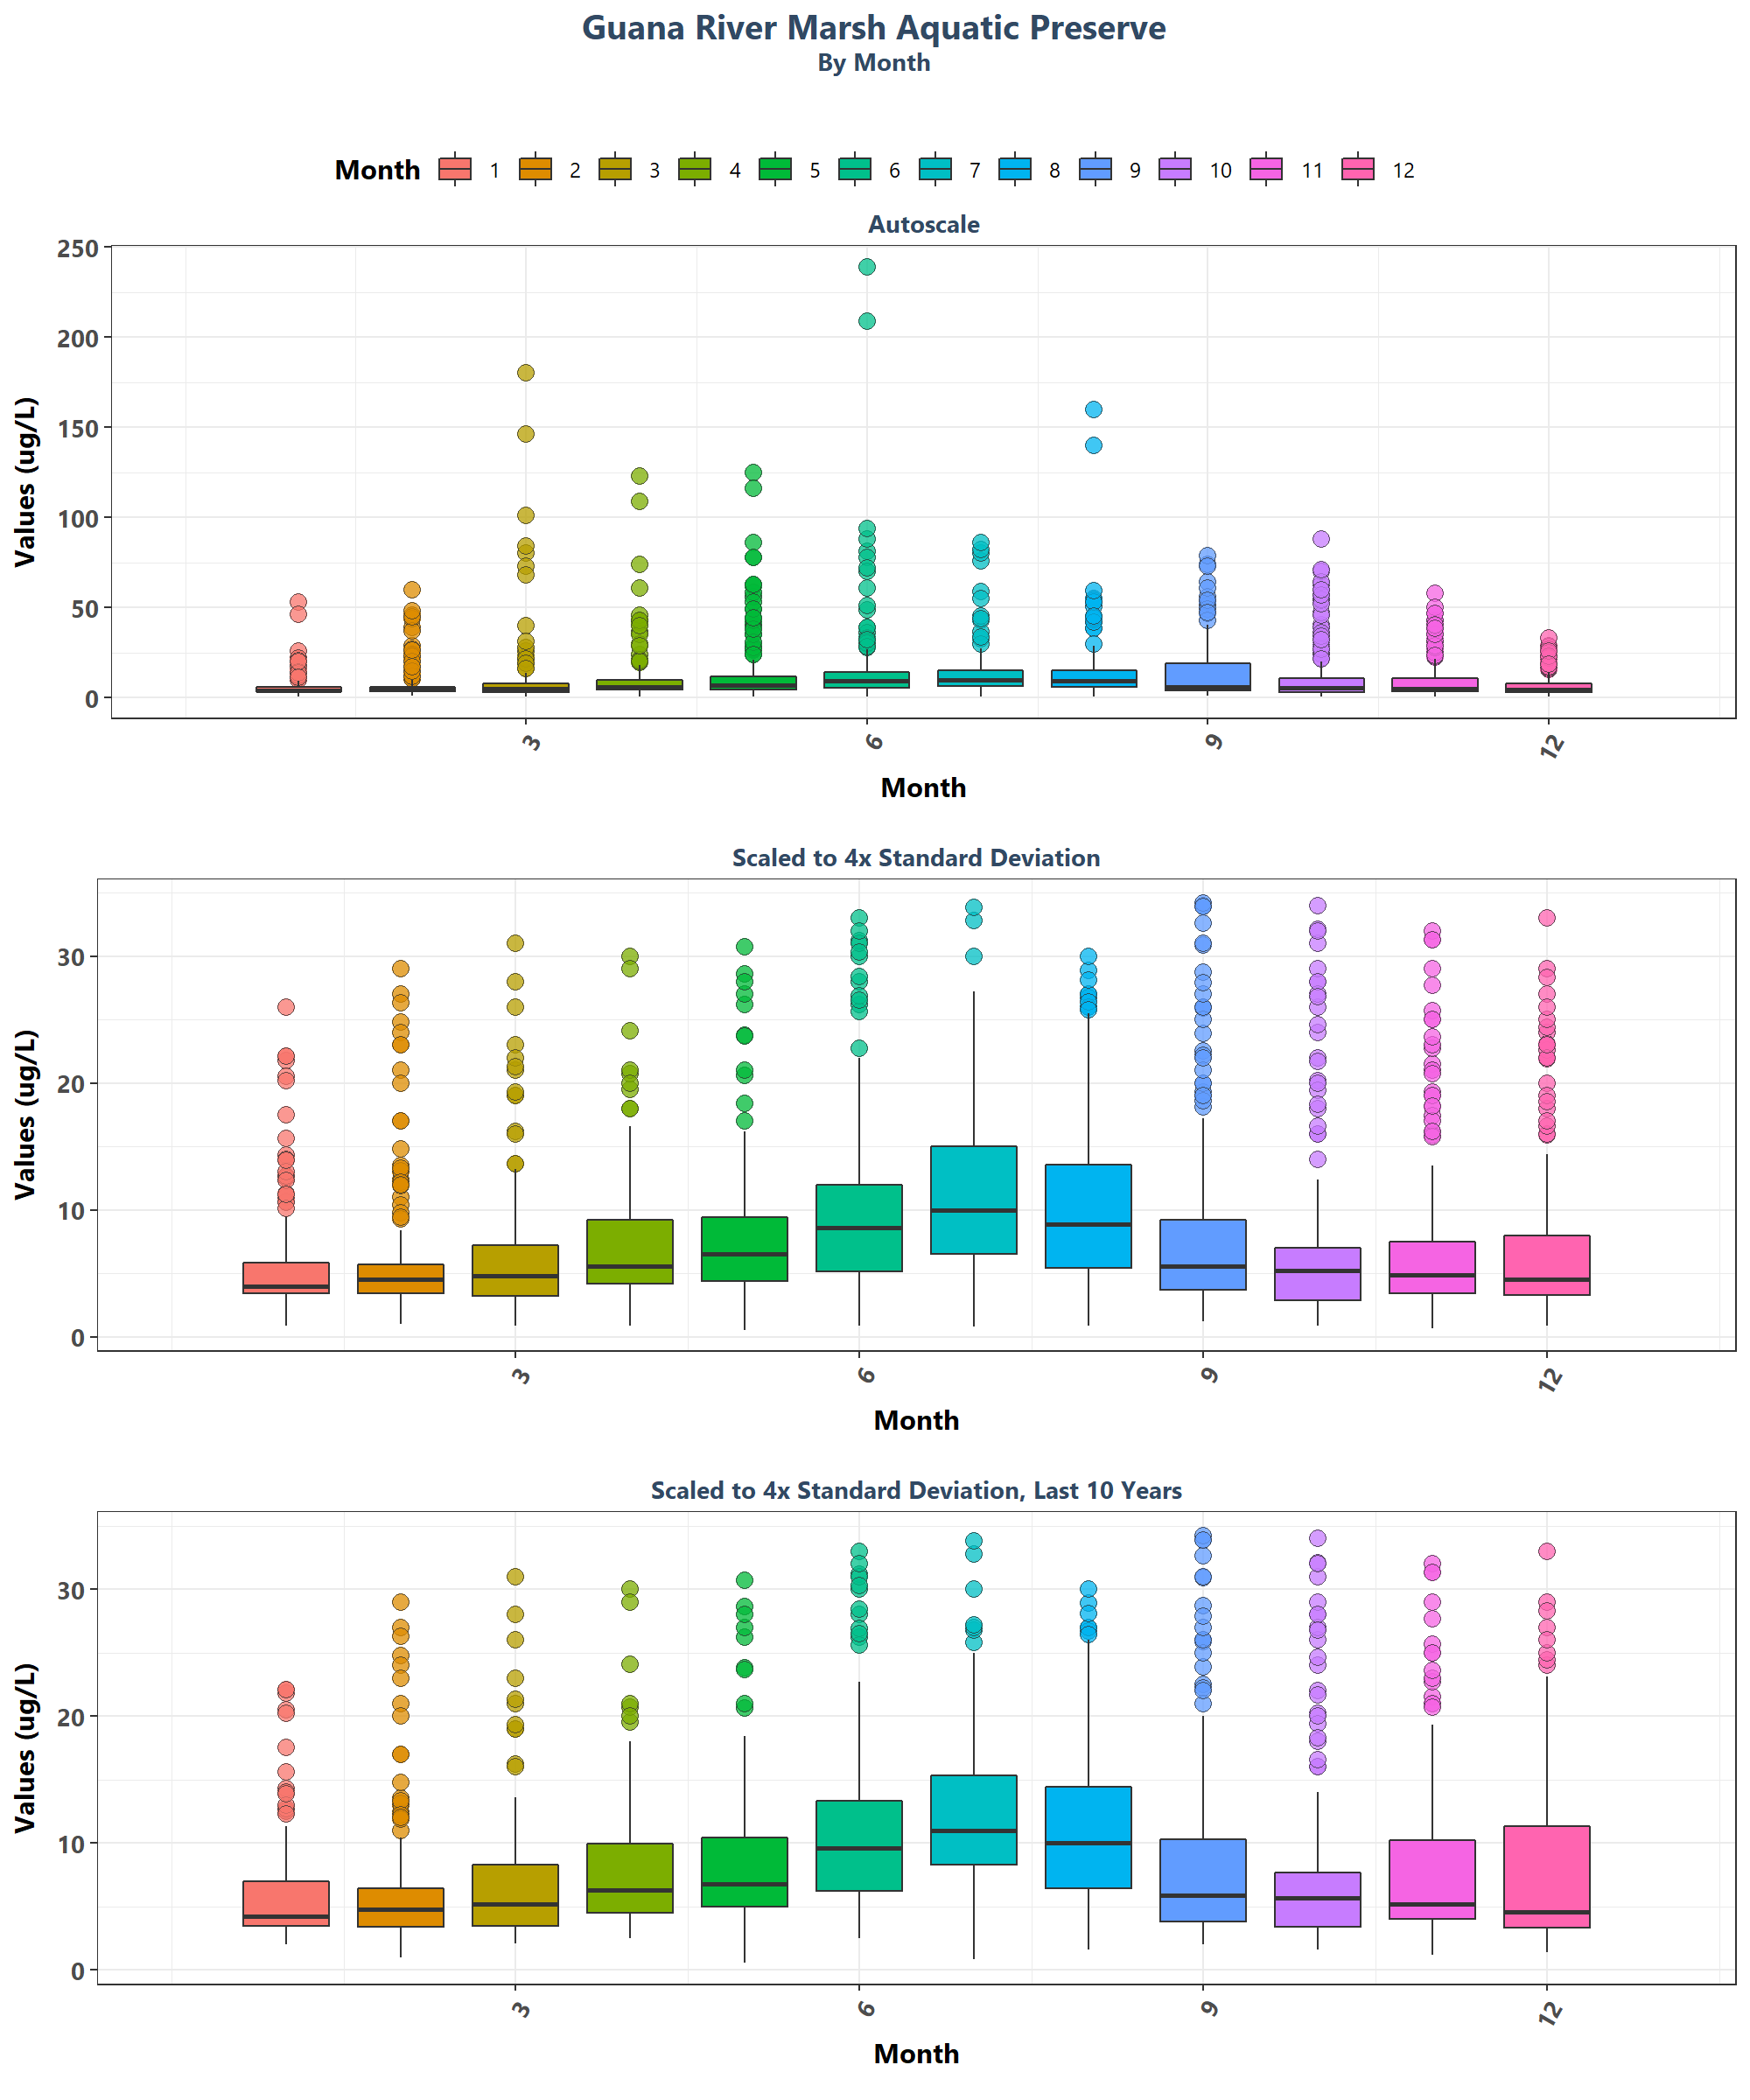 Guana River Marsh Aquatic Preserve
By Month
Month 1 2 3 4 5 6 7 8 9 10 11 12
Autoscale
Values (ug/L)
250
200
150
100
50
0
3 6 9 12
Month
Scaled to 4x Standard Deviation
Values (ug/L)
30
20
10
0
3 6 9 12
Month
Scaled to 4x Standard Deviation, Last 10 Years
Values (ug/L)
30
20
10
0
3 6 9 12
Month